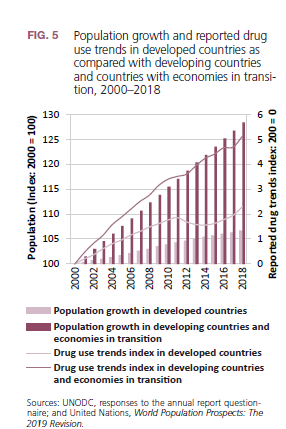 FIG. 5 Population growth and reported drug
use trends in developed countries as
compared with developing countries
and countries with economies in transi-
tion, 2000–2018
Population (Index: 2000 = 100)
130
125
120
115
110
105
100
6
5
4
3
2
1
0
Reported drug trends index: 200 = 0
2000
2002
2004
2006
2008
2010
2012
2014
2016
2018
Population growth in developed countries
Population growth in developing countries and
economies in transition
Drug use trends index in developed countries
Drug use trends index in developing countries
and economies in transition
Sources: UNODC, responses to the annual report question-
naire; and United Nations, World Population Prospects: The
2019 Revision.